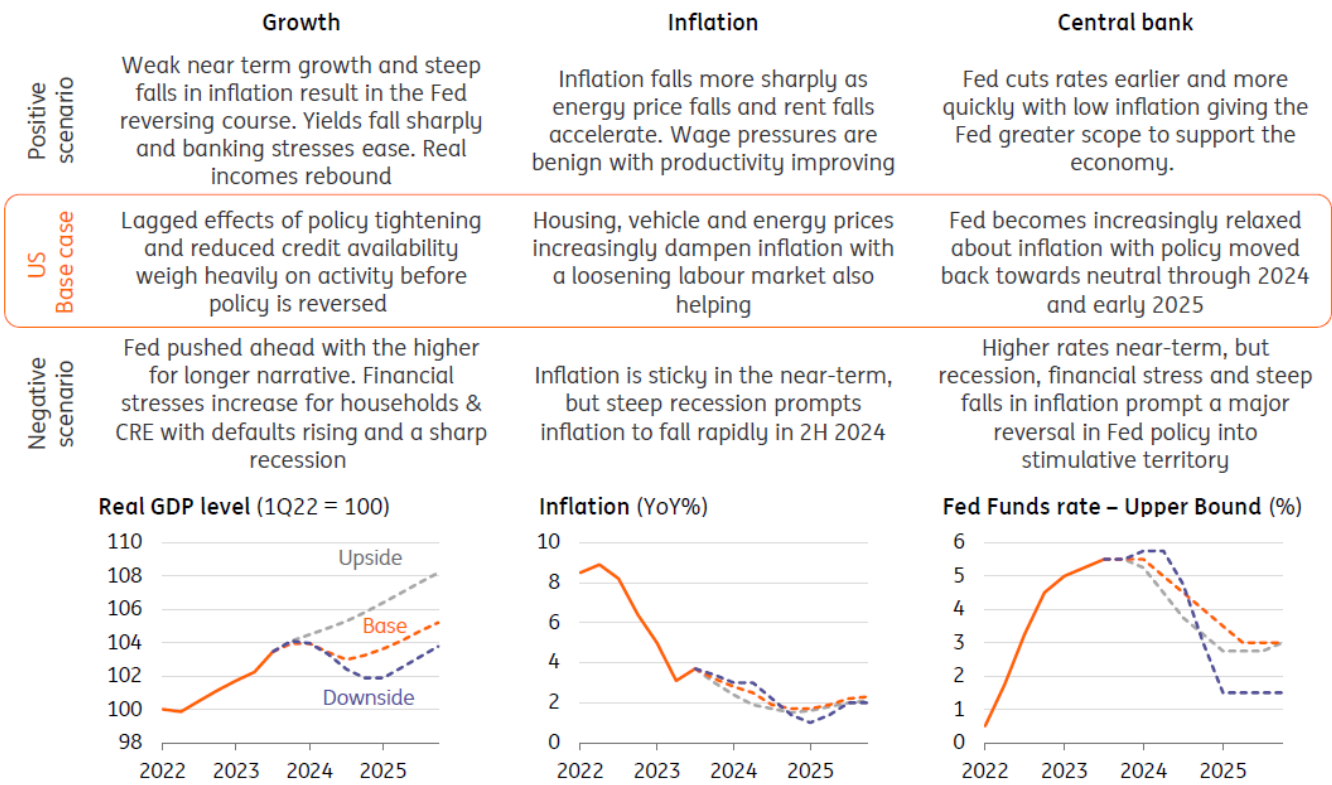 Growth
Inflation
Central bank
Positive
scenario
Weak near term growth and steep
falls in inflation result in the Fed
reversing course. Yields fall sharply
and banking stresses ease. Real
incomes rebound
Inflation falls more sharply as
energy price falls and rent falls
accelerate. Wage pressures are
benign with productivity improving
Fed cuts rates earlier and more
quickly with low inflation giving the
Fed greater scope to support the
economy.
US
Base case
Lagged effects of policy tightening
and reduced credit availability
weigh heavily on activity before
policy is reversed
Housing, vehicle and energy prices
increasingly dampen inflation with
a loosening labour market also
helping
Fed becomes increasingly relaxed
about inflation with policy moved
back towards neutral through 2024
and early 2025
Negative
scenario
Fed pushed ahead with the higher
for longer narrative. Financial
stresses increase for households &
CRE with defaults rising and a sharp
recession
Inflation is sticky in the near-term,
but steep recession prompts
inflation to fall rapidly in 2H 2024
Higher rates near-term, but
recession, financial stress and steep
falls in inflation prompt a major
reversal in Fed policy into
stimulative territory
Real GDP level (1Q22 = 100)
110
108
106
104
102
100
98
Upside
Base
Downside
2022 2023 2024 2025
Inflation (YoY%)
10
8
6
4
2
0
2022 2023 2024 2025
Fed Funds rate – Upper Bound (%)
6
5
4
3
2
1
0
2022 2023 2024 2025